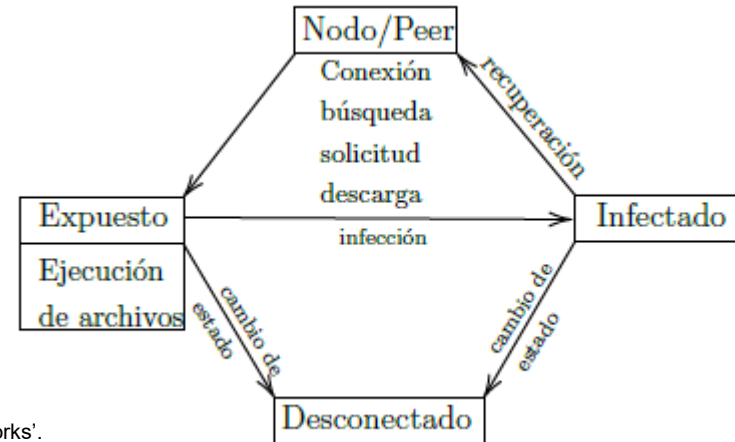 Nodo/Peer
Conexión
búsqueda
solicitud
descarga
recuperación
Expuesto
infección
Infectado
Ejecución
de archivos
cambio de
estado
cambio de
estado
Desconectado
orks’.